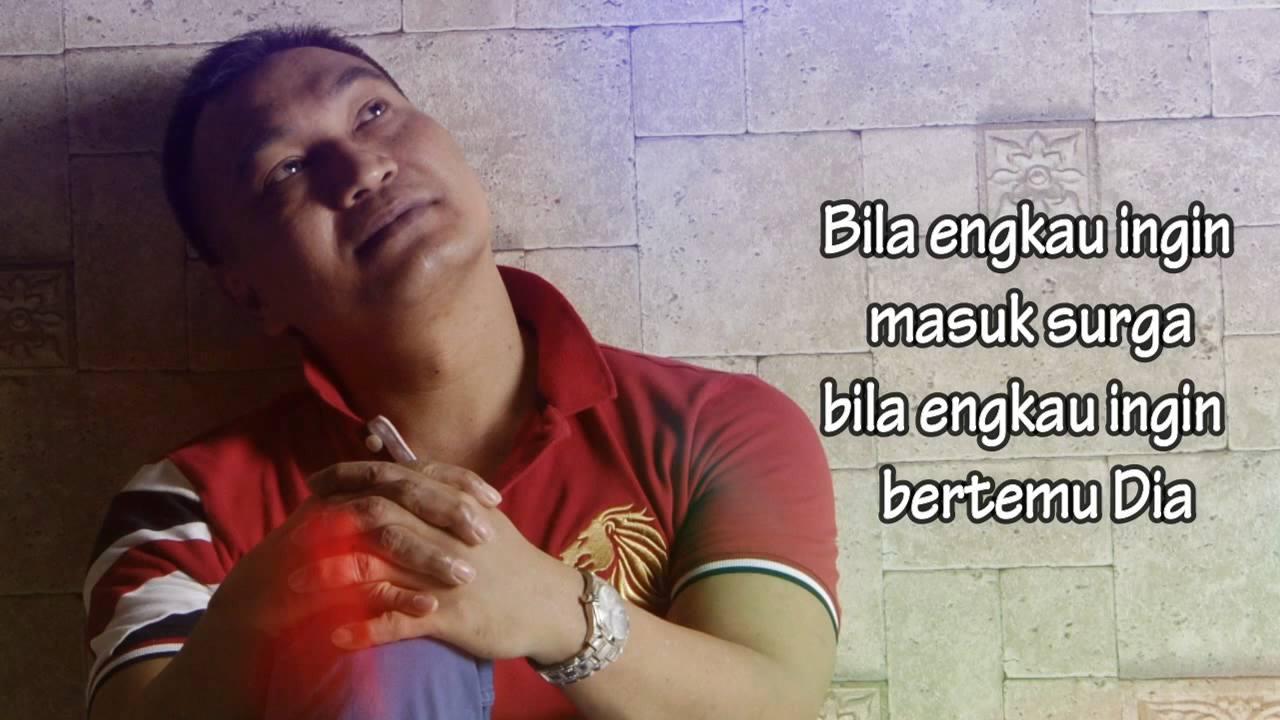 Bila engkau ingin
masuk surga
bila engkau ingin
bertemu Dia